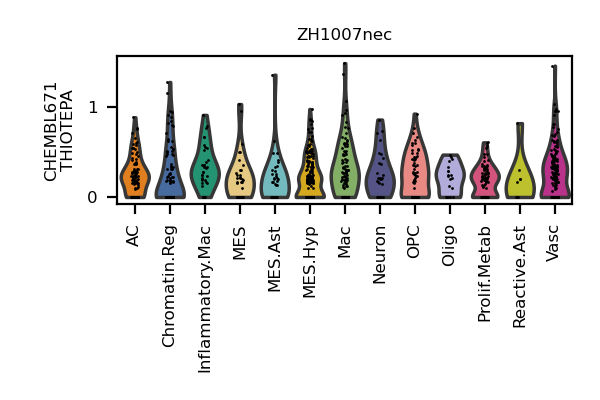 ZH1007nec
CHEMBL671
THIOTEPA
1
0
AC
Chromatin.Reg
Inflammatory.Mac
MES
MES.Ast
MES.Hyp
Mac
Neuron
OPC
Oligo
Prolif.Metab
Reactive.Ast
Vasc